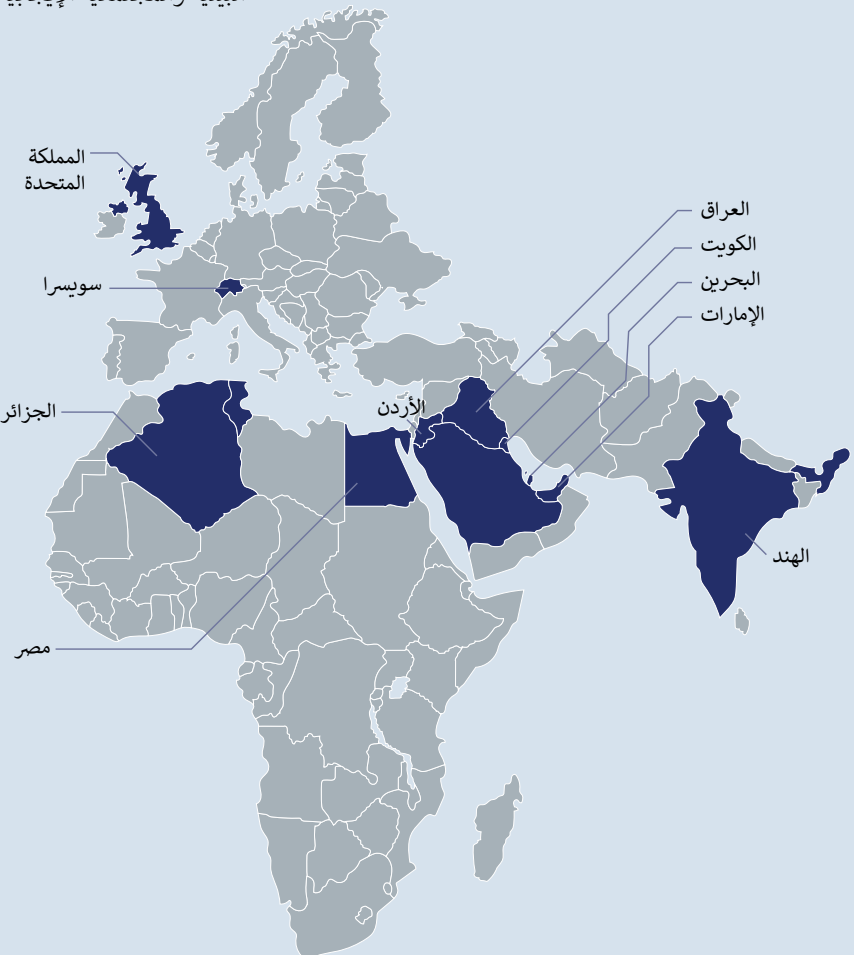 المملكة
المتحدة
سويسرا
العراق
الكويت
البحرين
الإمارات
الأردن
الجزائر
الهند
مصر